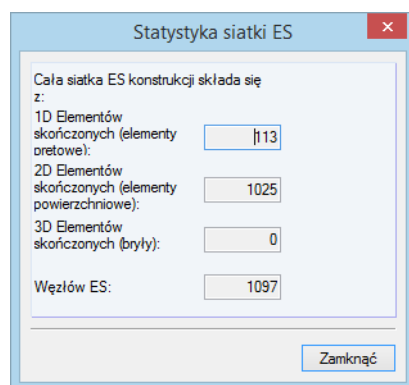 Statystyka siatki ES
×
Cała siatka ES konstrukcji składa się
z:
1D Elementów
skończonych (elementy
prętowe):
113
2D Elementów
skończonych (elementy
powierzchniowe):
1025
3D Elementów
skończonych (bryły):
0
Węzłów ES:
1097
Zamknąć